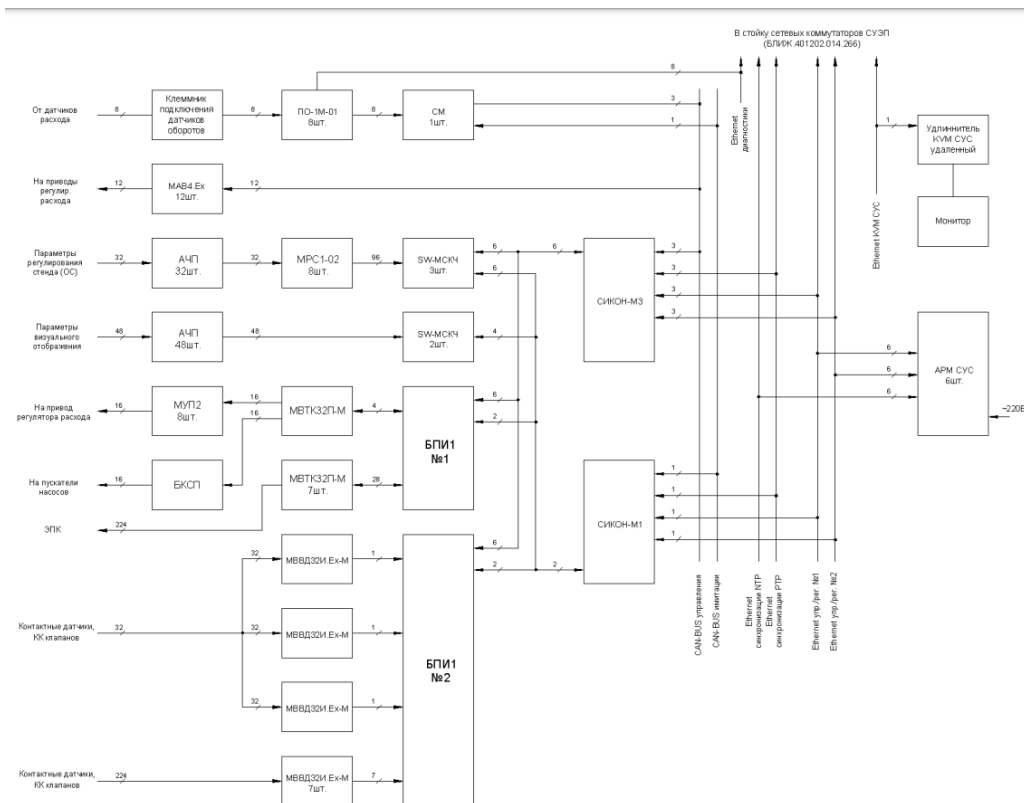 В стойку сетевых коммутаторов СУЭП
(БЛИЖ.401202.014.266)
От датчиков
расхода
8
Клеммник
подключения
датчиков
оборотов
8
ПО-1М-01
8шт.
8
СМ
1шт.
8
3
1
Ethernet
диагностики
1
Удлиннитель
KVM СУС
удаленный
Монитор
Ethernet KVM СУС
На приводы
регулир.
расхода
12
МАВ4.Ех
12шт.
12
Параметры
регулирования
стенда (ОС)
32
АЧП
32шт.
32
МРС1-02
8шт.
96
SW-МСКЧ
3шт.
6
6
6
СИКОН-М3
3
3
3
3
Параметры
визуального
отображения
48
АЧП
48шт.
48
SW-МСКЧ
2шт.
4
6
6
6
АРМ СУС
6шт.
~220В
На привод
регулятора расхода
16
МУП2
8шт.
16
16
МВТК32П-М
4
БПИ1
№1
6
2
На пускатели
насосов
16
БКСП
МВТК32П-М
7шт.
28
ЭПК
224
СИКОН-М1
1
1
1
1
32
МВВД32И.Ех-М
1
6
2
2
Контактные датчики,
КК клапанов
32
32
МВВД32И.Ех-М
1
БПИ1
№2
32
МВВД32И.Ех-М
1
Контактные датчики,
КК клапанов
224
МВВД32И.Ех-М
7шт.
7
CAN-BUS управления
CAN-BUS имитации
Ethernet
синхронизации NTP
Ethernet
синхронизации PTP
Ethernet упр./рег. №1
Ethernet упр./рег. №2